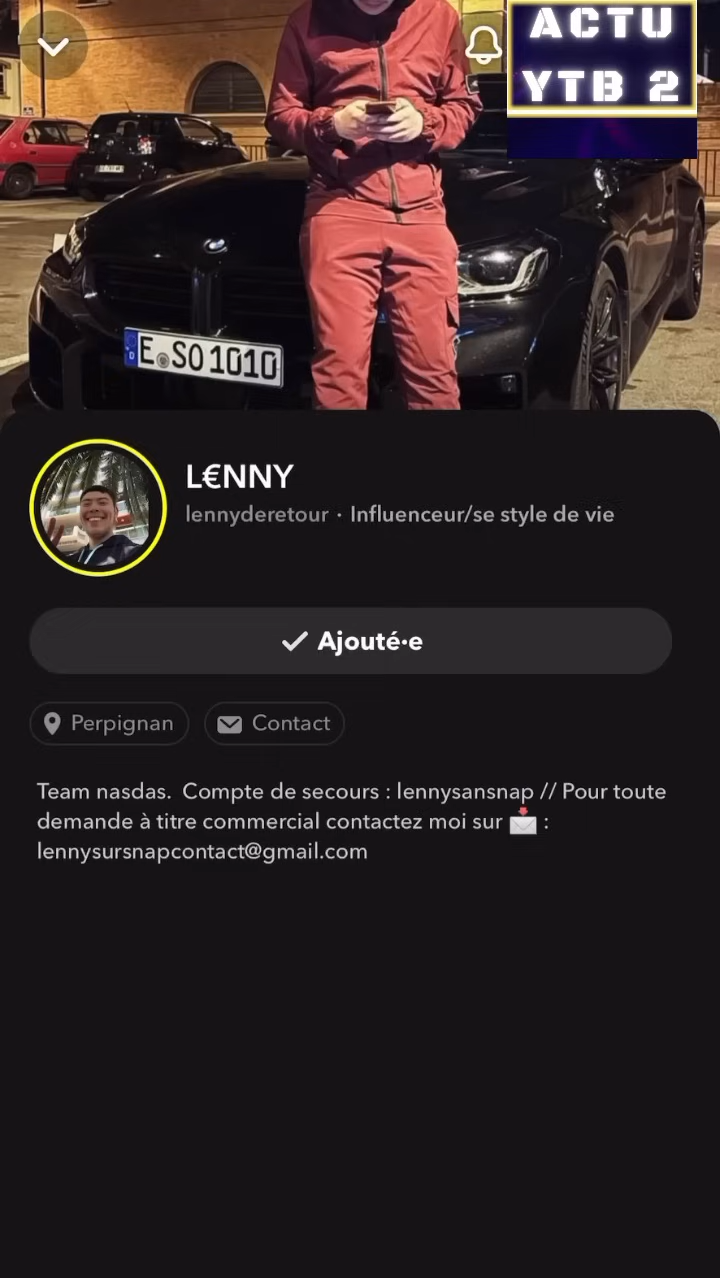 ACTU
YTB 2
D
E SO 1010
L€NNY
lennyderetour · Influenceur/se style de vie
Ajouté·e
Perpignan
Contact
Team nasdas.  Compte de secours : lennysansnap // Pour toute
demande à titre commercial contactez moi sur 📩 :
lennysursnapcontact@gmail.com